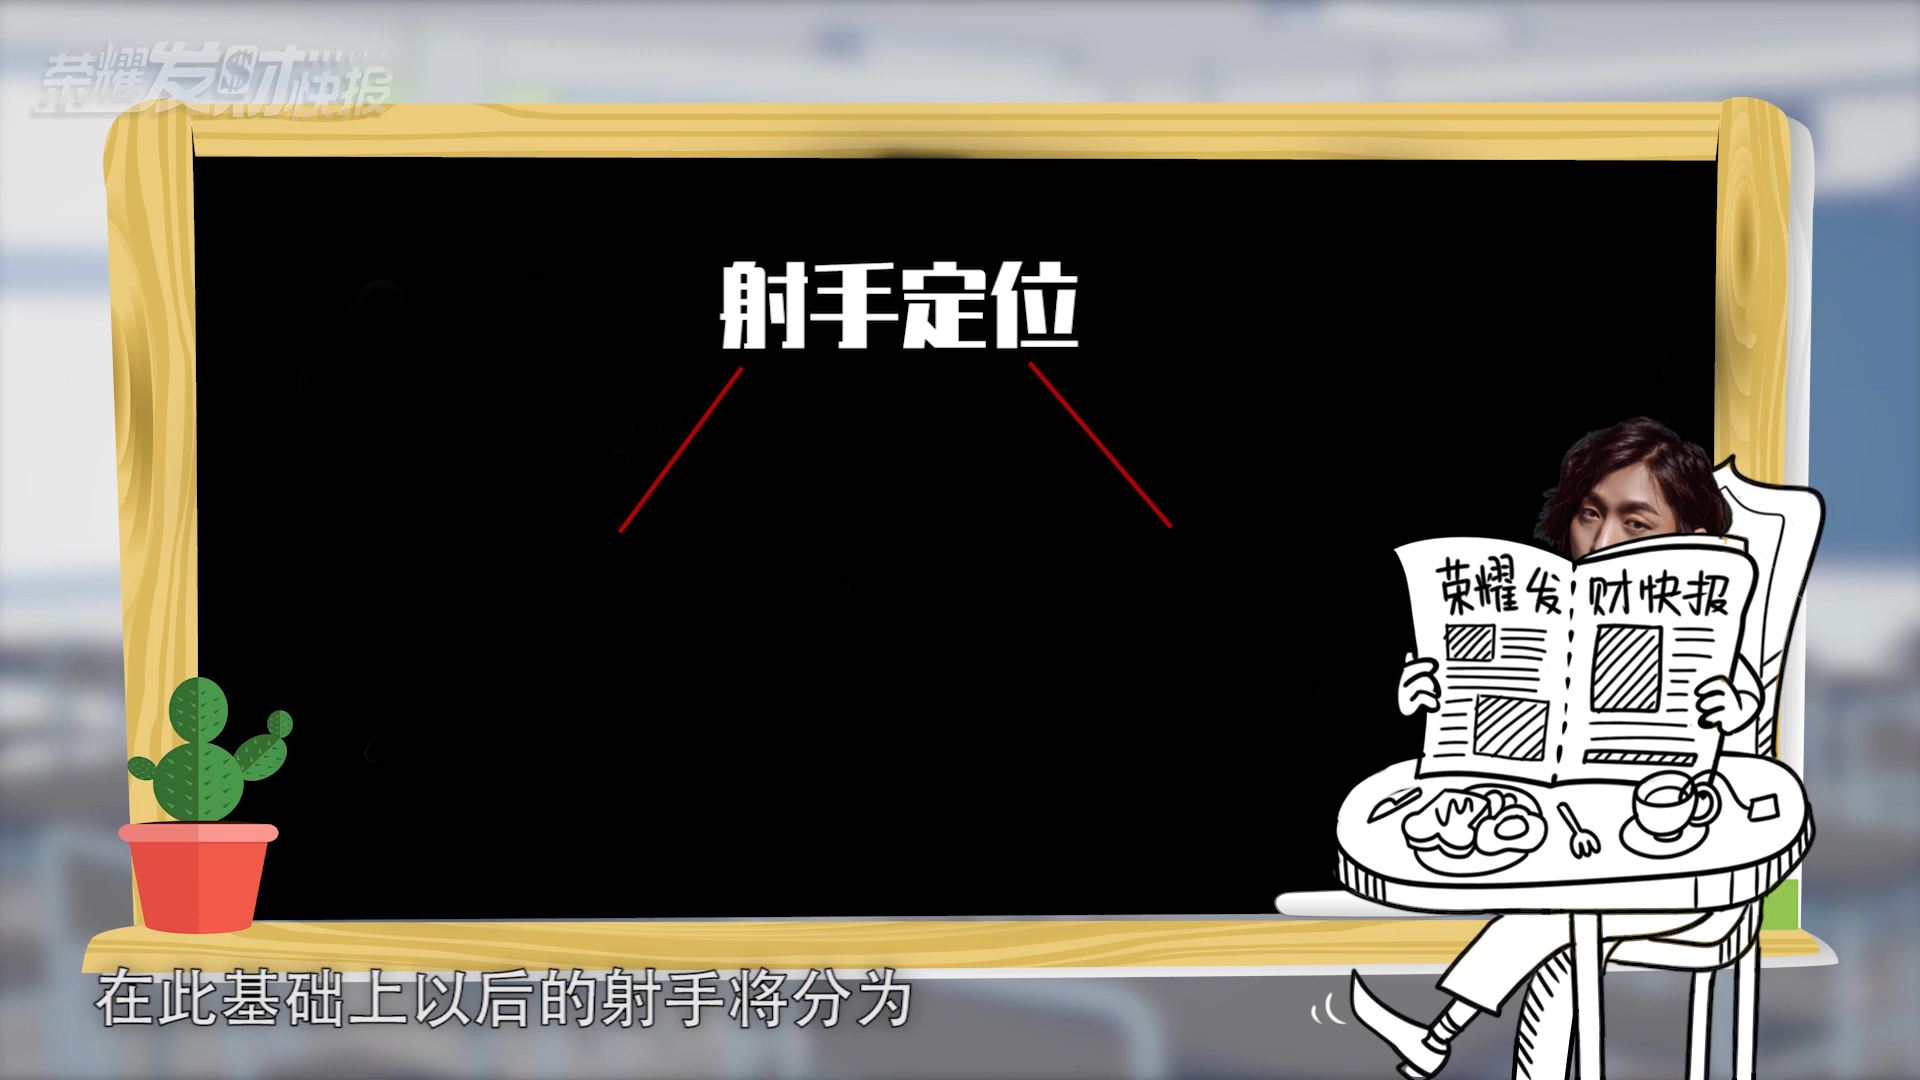 荣耀发财快报
射手定位
荣耀发财快报
在此基础上以后的射手将分为